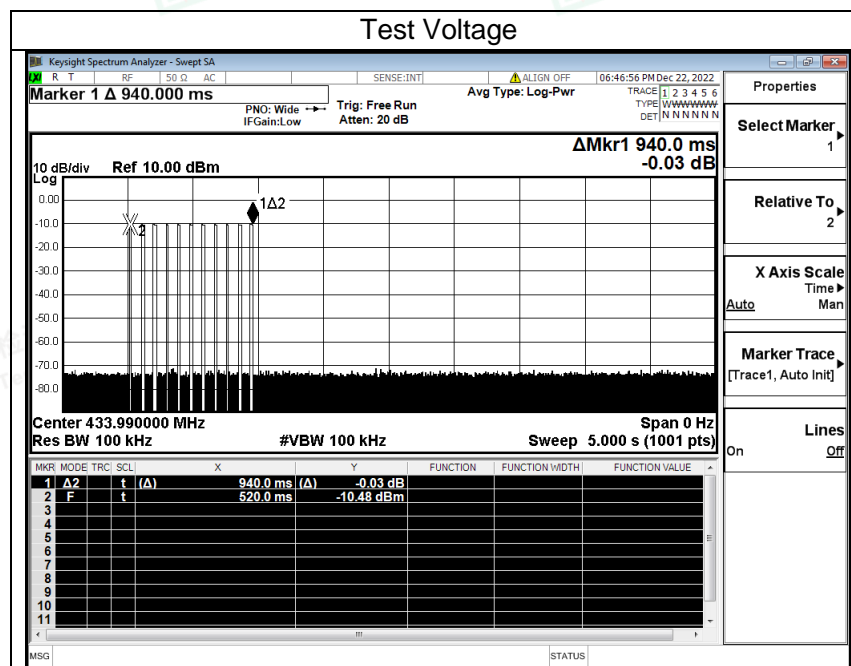 Test Voltage
Keysight Spectrum Analyzer - Swept SA
LXI R T RF 50 Ω AC SENSE:INT ALIGN OFF 06:46:56 PM Dec 22, 2022
Marker 1 Δ 940.000 ms
PNO: Wide
IFGain:Low
Trig: Free Run
Atten: 20 dB
Avg Type: Log-Pwr
TRACE 1 2 3 4 5 6
TYPE WWWWWW
DET N N N N N N
ΔMkr1 940.0 ms
-0.03 dB
10 dB/div Ref 10.00 dBm
Log
0.00
-10.0
-20.0
-30.0
-40.0
-50.0
-60.0
-70.0
-80.0
1Δ2
2
Center 433.990000 MHz Span 0 Hz
Res BW 100 kHz #VBW 100 kHz Sweep 5.000 s (1001 pts)
MKR MODE TRC SCL X Y FUNCTION FUNCTION WIDTH FUNCTION VALUE
1 Δ2 t (Δ) 940.0 ms (Δ) -0.03 dB
2 F t 520.0 ms -10.48 dBm
3
4
5
6
7
8
9
10
11
MSG STATUS
Properties
Select Marker
1
Relative To
2
X Axis Scale
Time
Auto Man
Marker Trace
[Trace1, Auto Init]
Lines
On Off